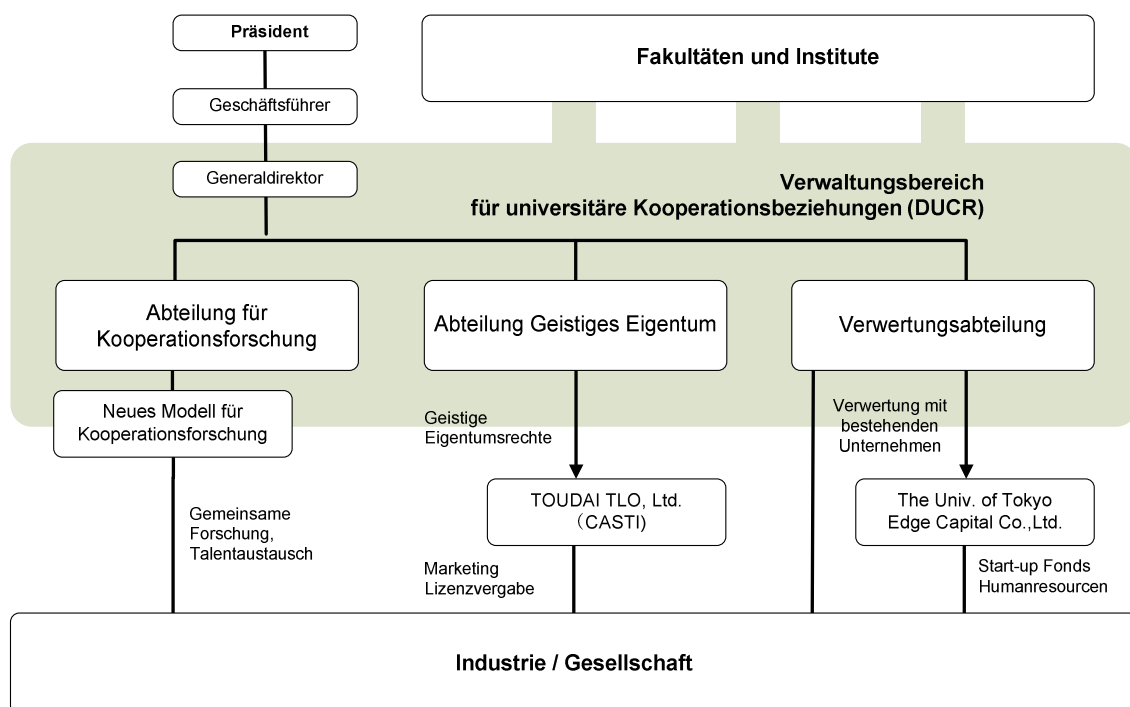 Präsident
Fakultäten und Institute
Geschäftsführer
Generaldirektor
Verwaltungsbereich
für universitäre Kooperationsbeziehungen (DUCR)
Abteilung für
Kooperationsforschung
Abteilung Geistiges Eigentum
Verwertungsabteilung
Neues Modell für
Kooperationsforschung
Geistige
Eigentumsrechte
Verwertung mit
bestehenden
Unternehmen
TOUDAI TLO, Ltd.
（CASTI)
The Univ. of Tokyo
Edge Capital Co.,Ltd.
Gemeinsame
Forschung,
Talentaustausch
Marketing
Lizenzvergabe
Start-up Fonds
Humanresourcen
Industrie / Gesellschaft